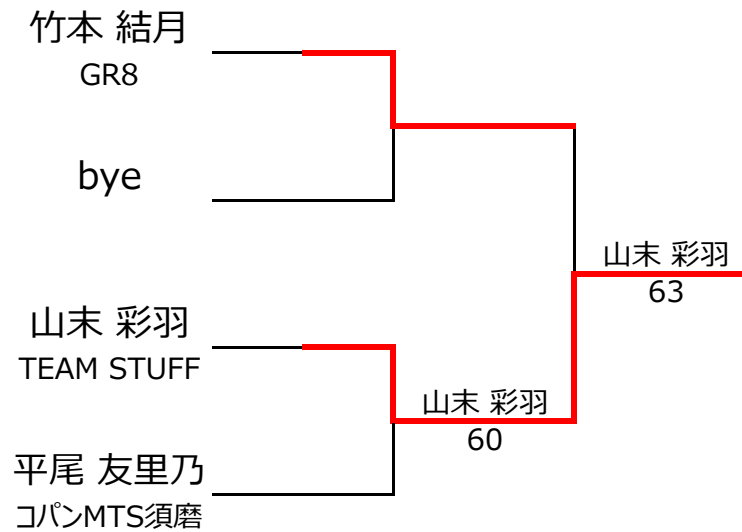 竹本 結月
GR8
bye
山末 彩羽
63
山末 彩羽
TEAM STUFF
山末 彩羽
60
平尾 友里乃
コパンMTS須磨